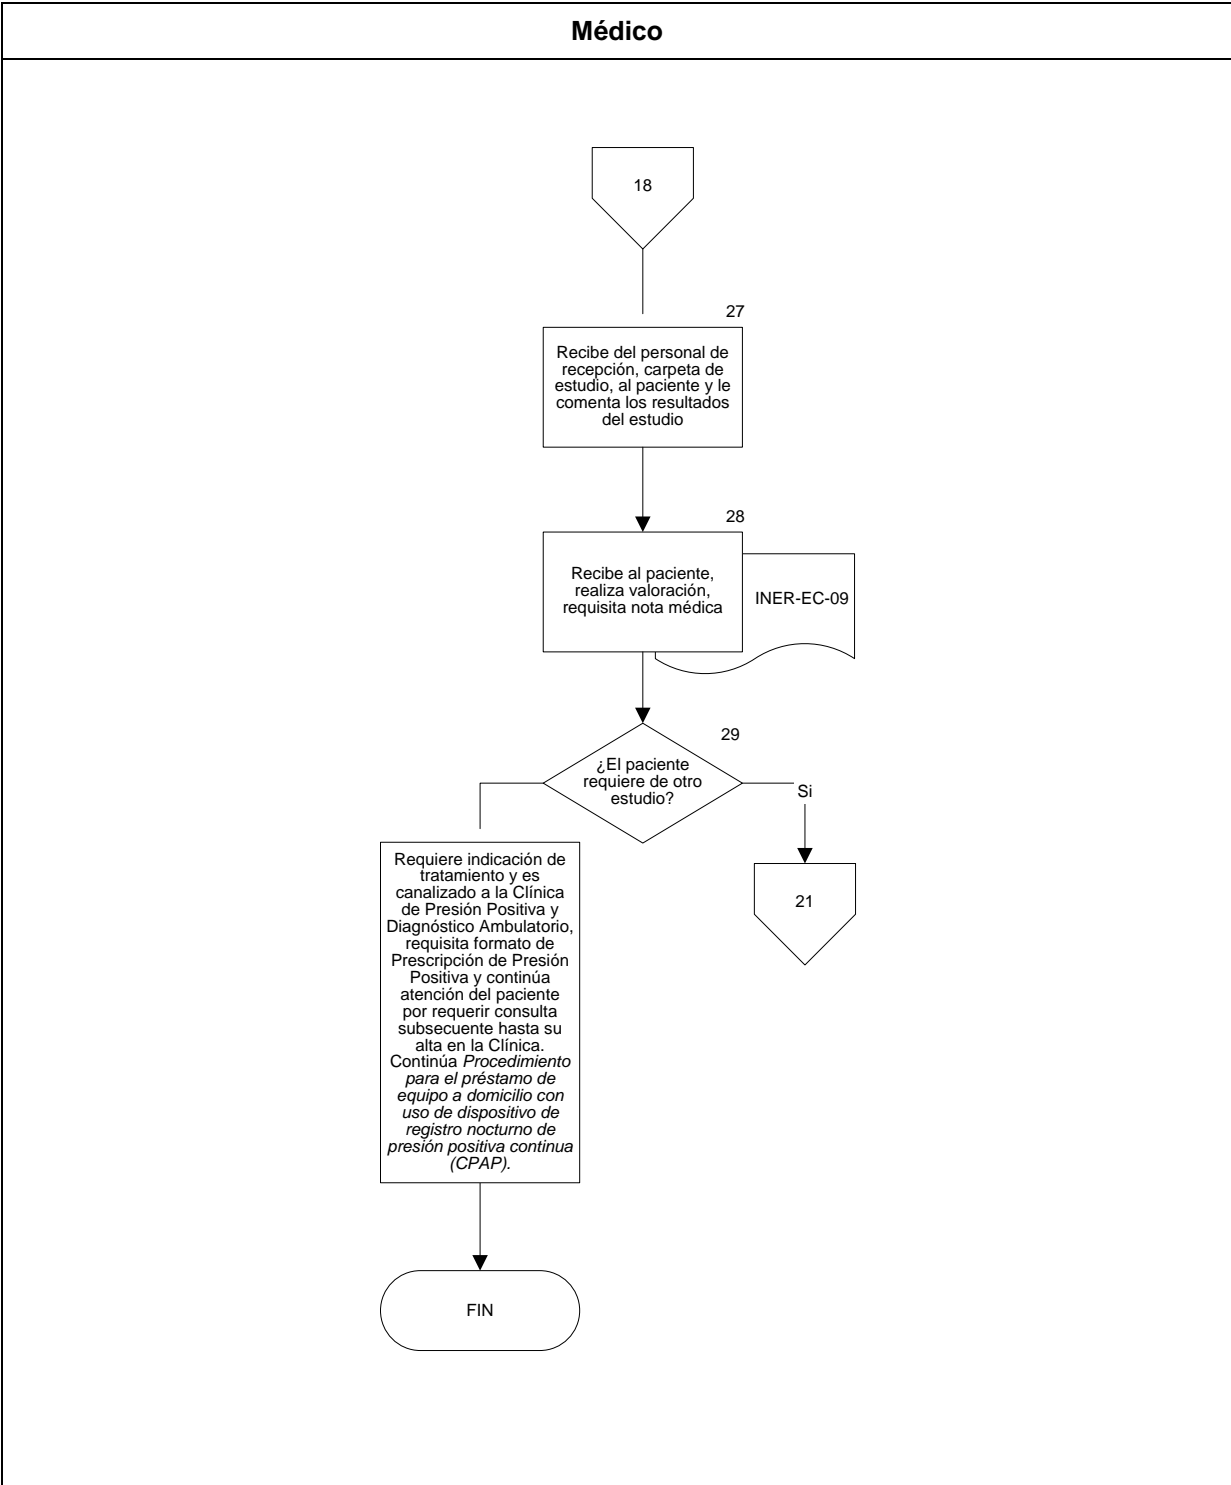 Médico
18
27
Recibe del personal de
recepción, carpeta de
estudio, al paciente y le
comenta los resultados
del estudio
28
Recibe al paciente,
realiza valoración,
requisita nota médica
INER-EC-09
29
¿El paciente
requiere de otro
estudio?
Si
21
Requiere indicación de
tratamiento y es
canalizado a la Clínica
de Presión Positiva y
Diagnóstico Ambulatorio,
requisita formato de
Prescripción de Presión
Positiva y continúa
atención del paciente
por requerir consulta
subsecuente hasta su
alta en la Clínica.
Continúa Procedimiento
para el préstamo de
equipo a domicilio con
uso de dispositivo de
registro nocturno de
presión positiva continua
(CPAP).
FIN